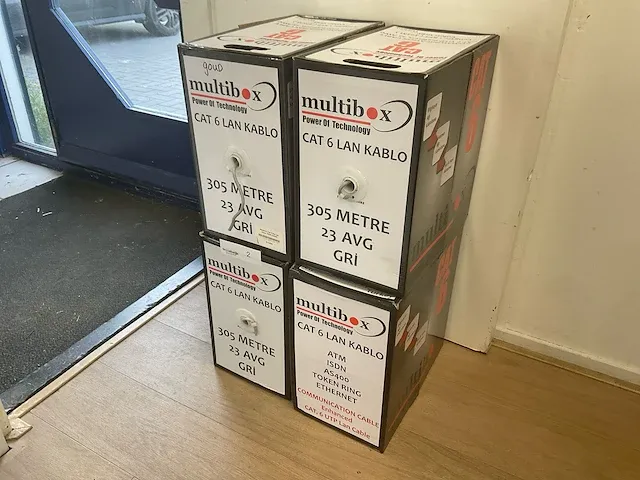 goud
multibox
Power Of Technology
CAT 6 LAN KABLO
305 METRE
23 AVG
GRİ
multibox
Power Of Technology
CAT 6 LAN KABLO
305 METRE
23 AVG
GRİ
2
multibox
Power Of Technology
CAT 6 LAN KABLO
305 METRE
23 AVG
GRİ
multibox
Power Of Technology
CAT 6 LAN KABLO
ATM
ISDN
AS400
TOKEN RING
ETHERNET
COMMUNICATION CABLE
Enhanced
CAT. 6 UTP Lan Cable